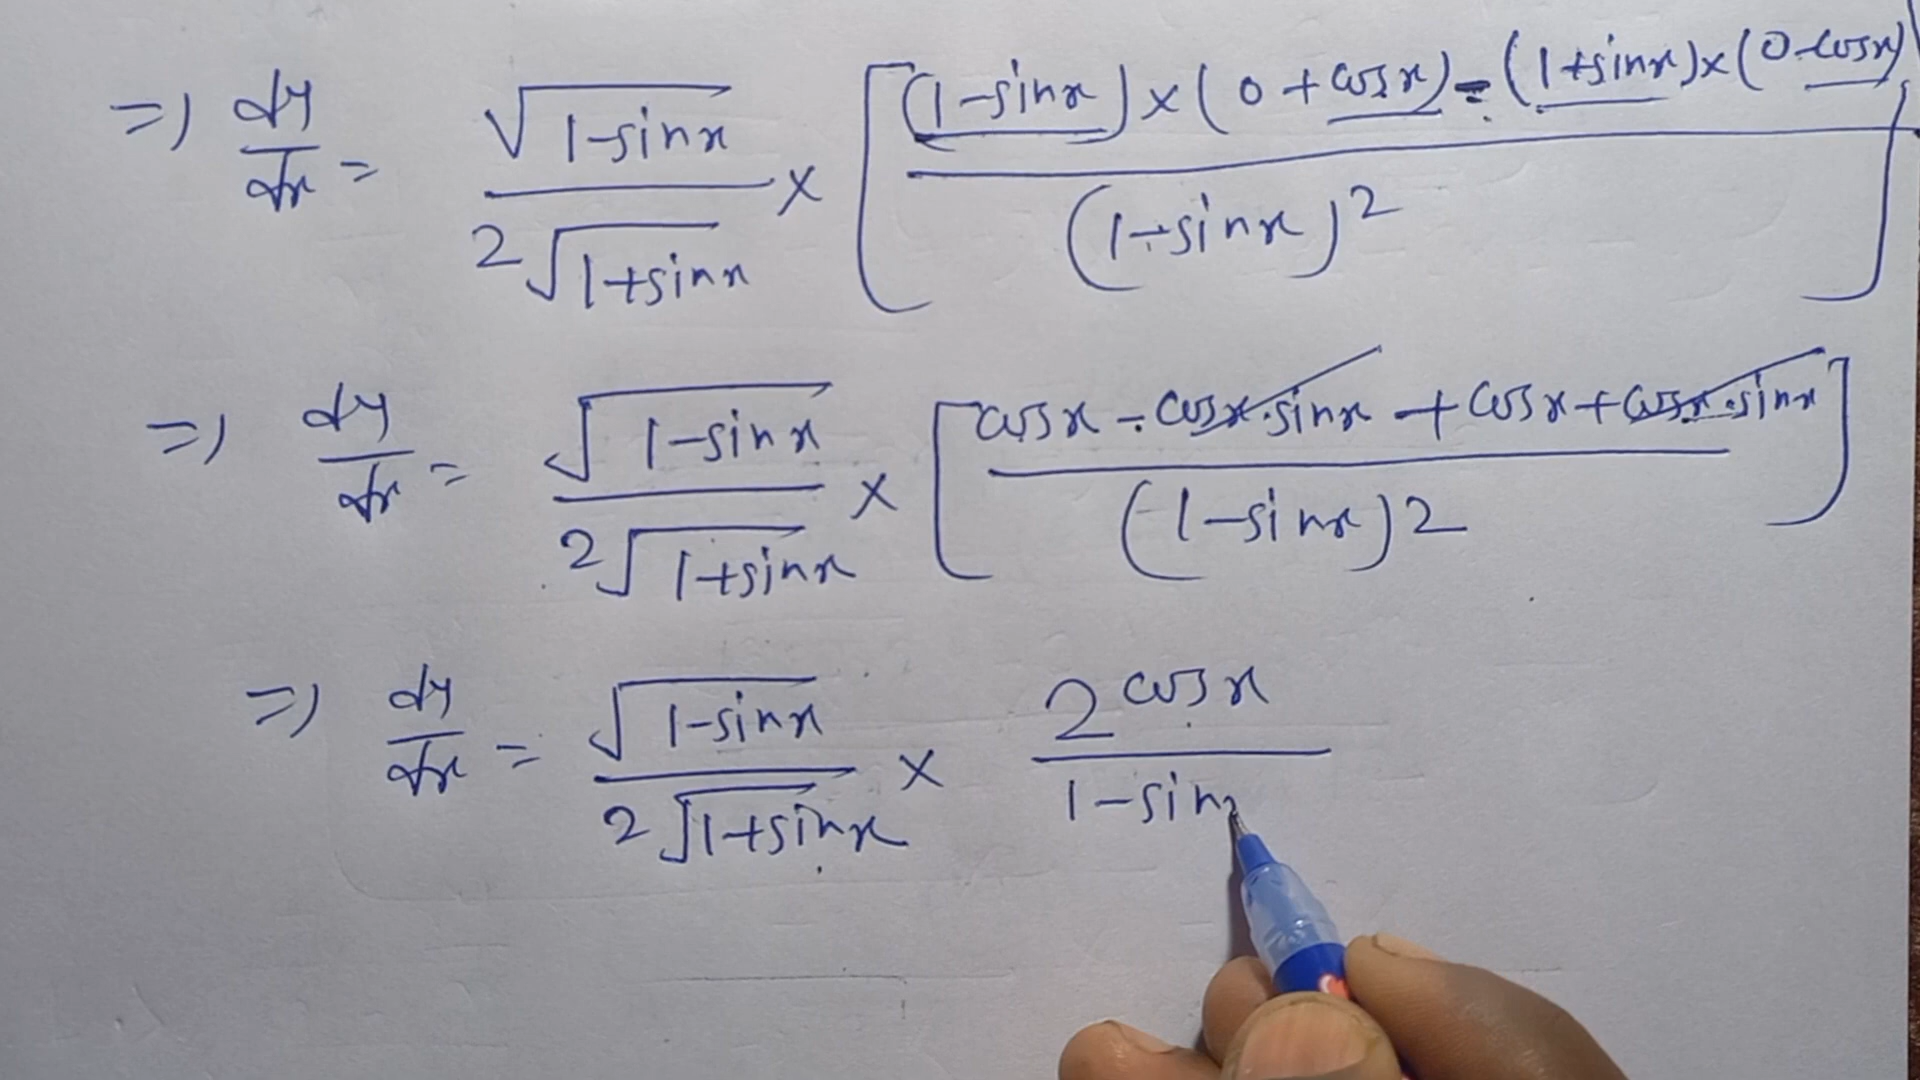 =) dy/dx = √(1-sinx) / 2√(1+sinx) × [ (1-sinx)×(0+cosx) - (1+sinx)×(0-cosx) / (1-sinx)² ]
=) dy/dx = √(1-sinx) / 2√(1+sinx) × [ cosx - cosx·sinx + cosx + cosx·sinx / (1-sinx)2 ]
=) dy/dx = √(1-sinx) / 2√(1+sinx) × 2cosx / 1-sinx